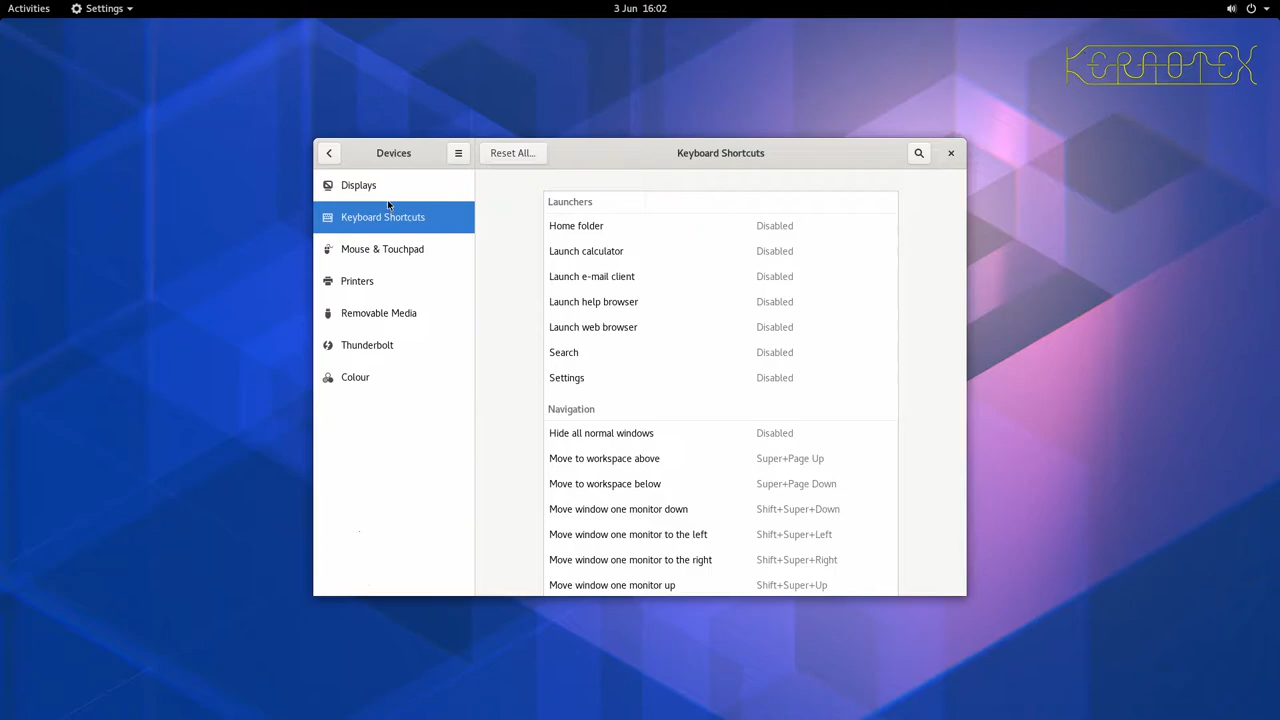 Activities Settings 3 Jun 16:02
KERAOTEX
Devices Reset All... Keyboard Shortcuts
Displays
Keyboard Shortcuts
Mouse & Touchpad
Printers
Removable Media
Thunderbolt
Colour
Launchers
Home folder Disabled
Launch calculator Disabled
Launch e-mail client Disabled
Launch help browser Disabled
Launch web browser Disabled
Search Disabled
Settings Disabled
Navigation
Hide all normal windows Disabled
Move to workspace above Super+Page Up
Move to workspace below Super+Page Down
Move window one monitor down Shift+Super+Down
Move window one monitor to the left Shift+Super+Left
Move window one monitor to the right Shift+Super+Right
Move window one monitor up Shift+Super+Up